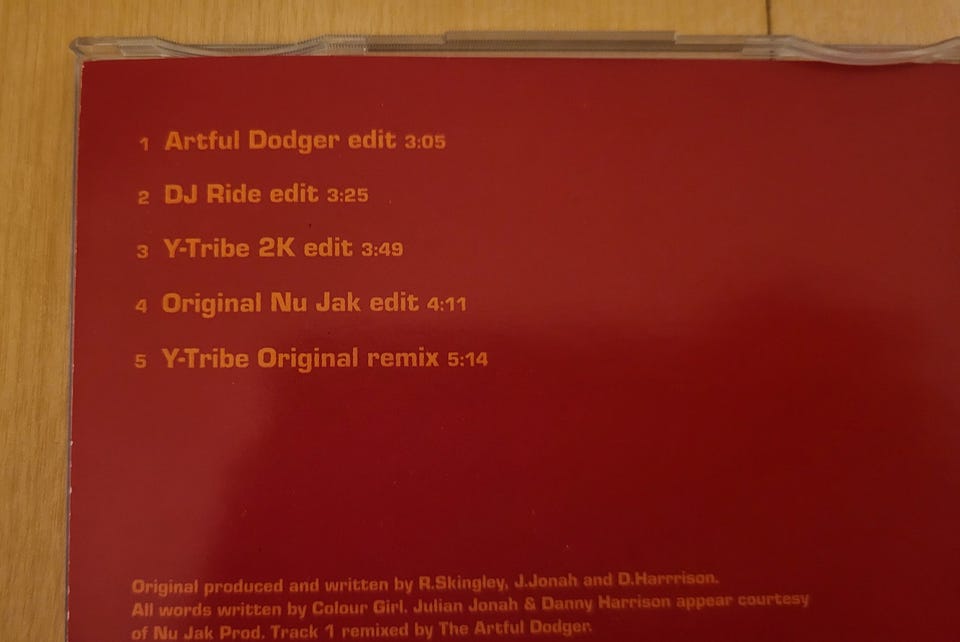 1 Artful Dodger edit 3:05
2 DJ Ride edit 3:25
3 Y-Tribe 2K edit 3:49
4 Original Nu Jak edit 4:11
5 Y-Tribe Original remix 5:14
Original produced and written by R.Skingley, J.Jonah and D.Harrrison.
All words written by Colour Girl. Julian Jonah & Danny Harrison appear courtesy
of Nu Jak Prod. Track 1 remixed by The Artful Dodger.